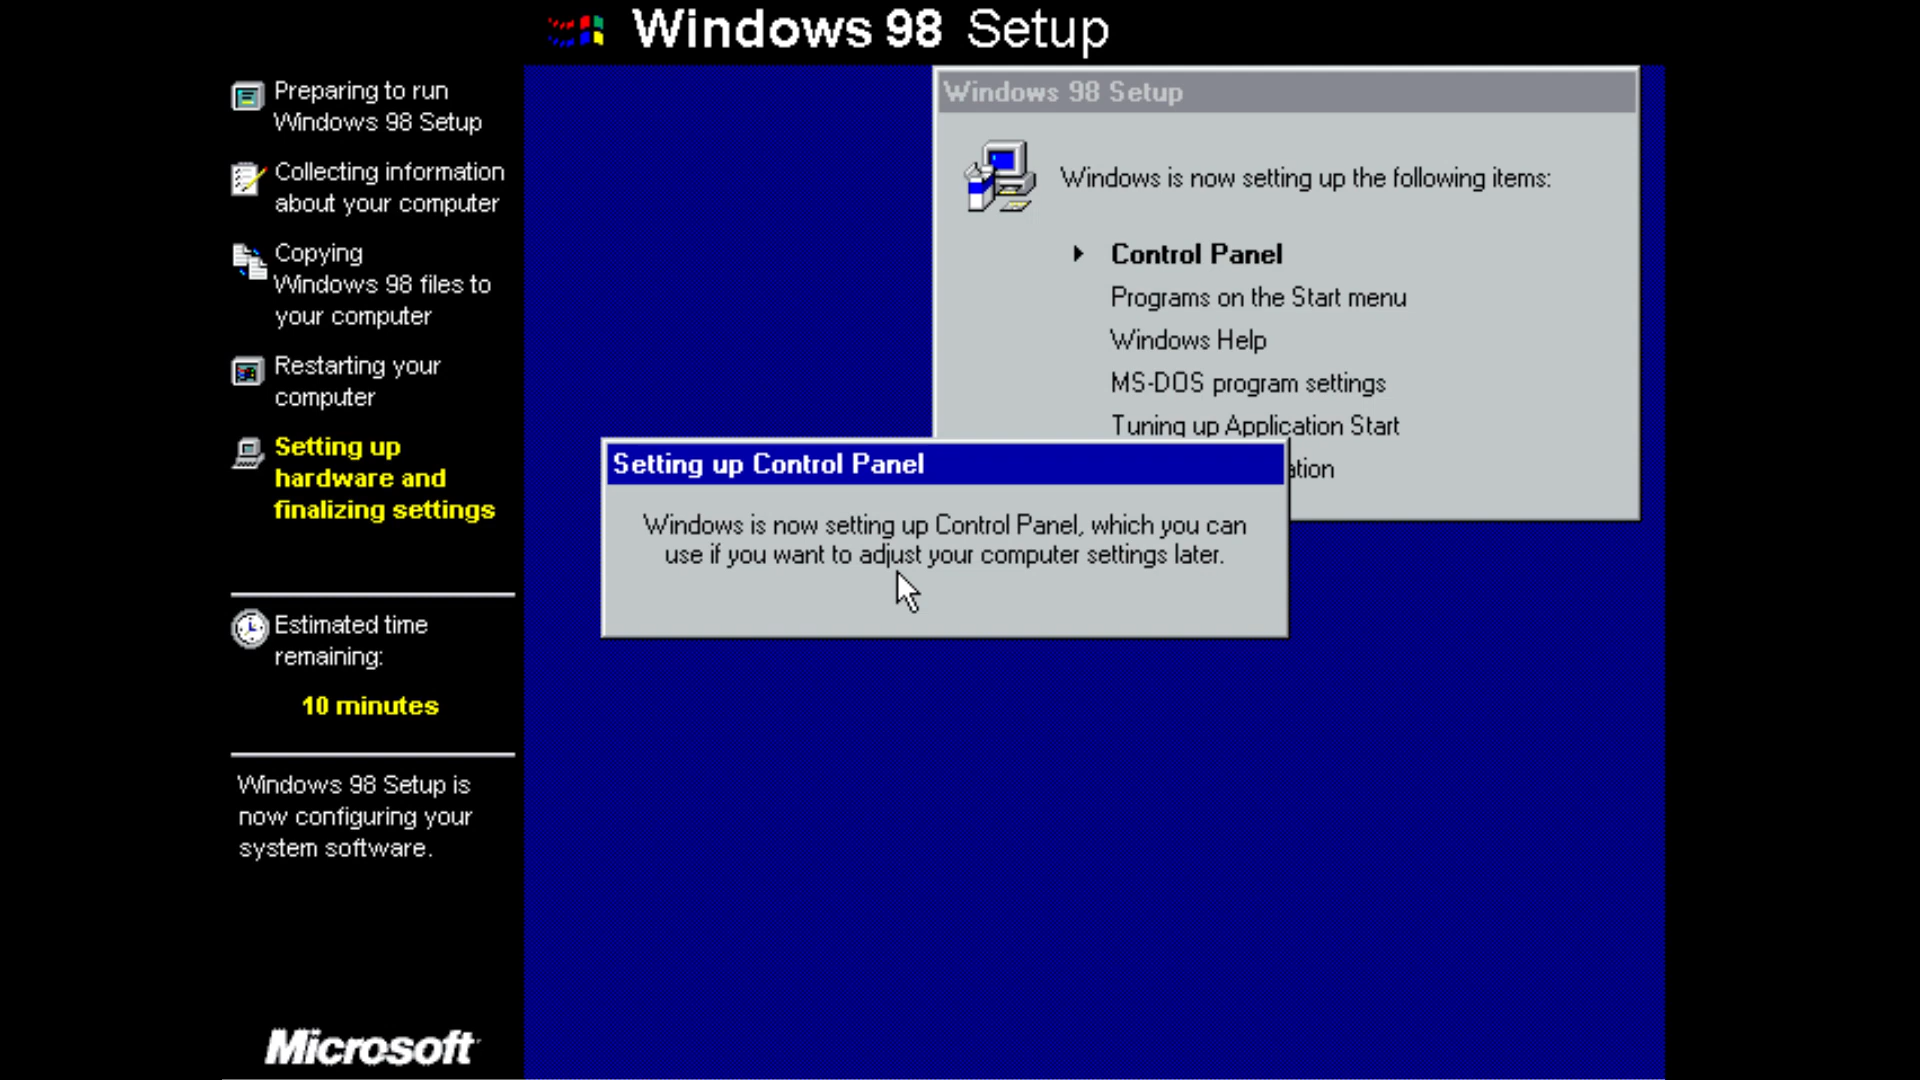 Windows 98 Setup
Preparing to run
Windows 98 Setup
Collecting information
about your computer
Copying
Windows 98 files to
your computer
Restarting your
computer
Setting up
hardware and
finalizing settings
Estimated time
remaining:
10 minutes
Windows 98 Setup is
now configuring your
system software.
Microsoft
Windows 98 Setup
Windows is now setting up the following items:
Control Panel
Programs on the Start menu
Windows Help
MS-DOS program settings
Tuning up Application Start
Setting up Control Panel
Windows is now setting up Control Panel, which you can
use if you want to adjust your computer settings later.